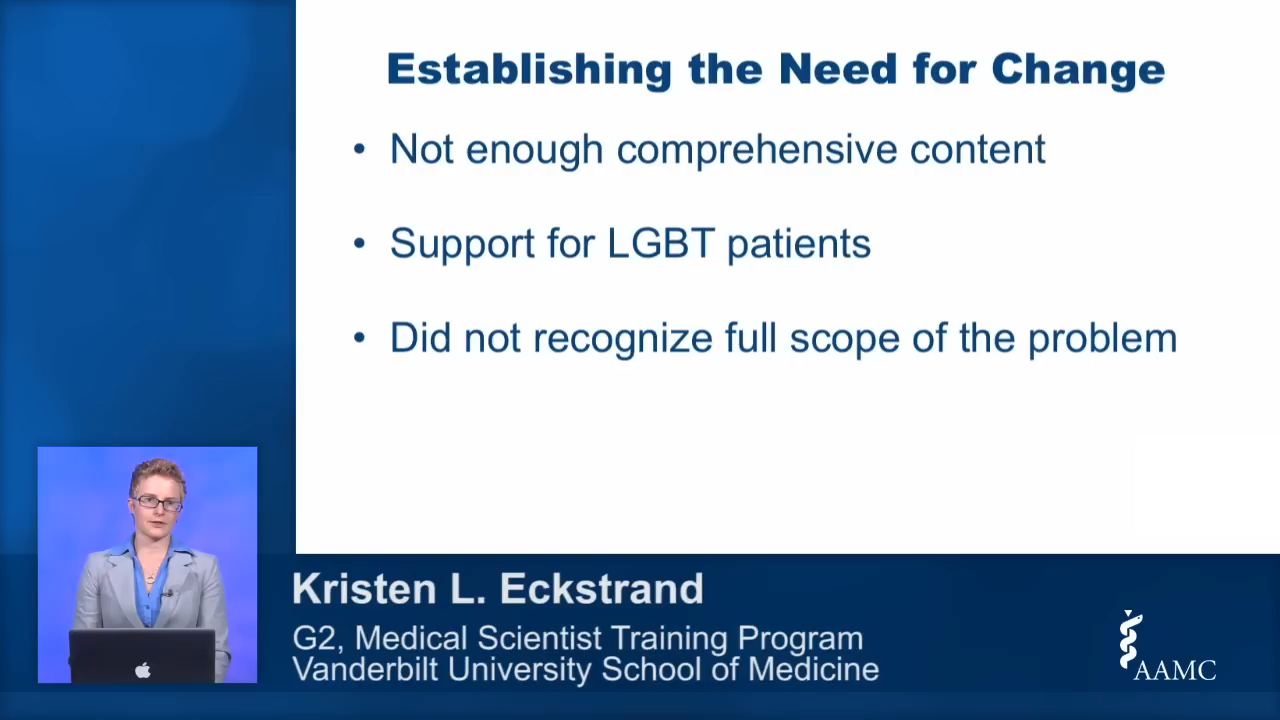 Establishing the Need for Change
• Not enough comprehensive content
• Support for LGBT patients
• Did not recognize full scope of the problem
Kristen L. Eckstrand
G2, Medical Scientist Training Program
Vanderbilt University School of Medicine
AAMC